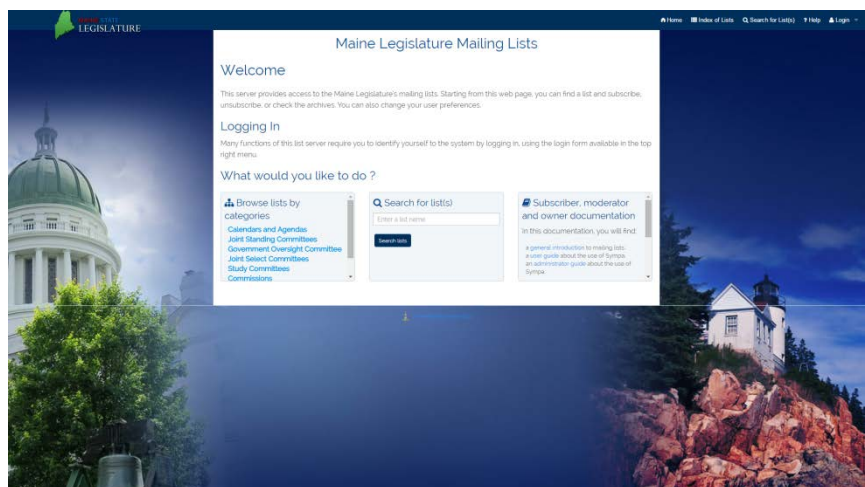 MAINE STATE
LEGISLATURE
Home Index of Lists Search for List(s) ? Help Login
Maine Legislature Mailing Lists
Welcome
This server provides access to the Maine Legislature's mailing lists. Starting from this web page, you can find a list and subscribe,
unsubscribe, or check the archives. You can also change your user preferences.
Logging In
Many functions of this list server require you to identify yourself to the system by logging in, using the login form available in the top
right menu.
What would you like to do ?
Browse lists by
categories
Calendars and Agendas
Joint Standing Committees
Government Oversight Committee
Joint Select Committees
Study Committees
Commissions
Search for list(s)
Enter a list name
Search lists
Subscriber, moderator
and owner documentation
In this documentation, you will find:
a general introduction to mailing lists
a user guide about the use of Sympa.
an administrator guide about the use of
Sympa.